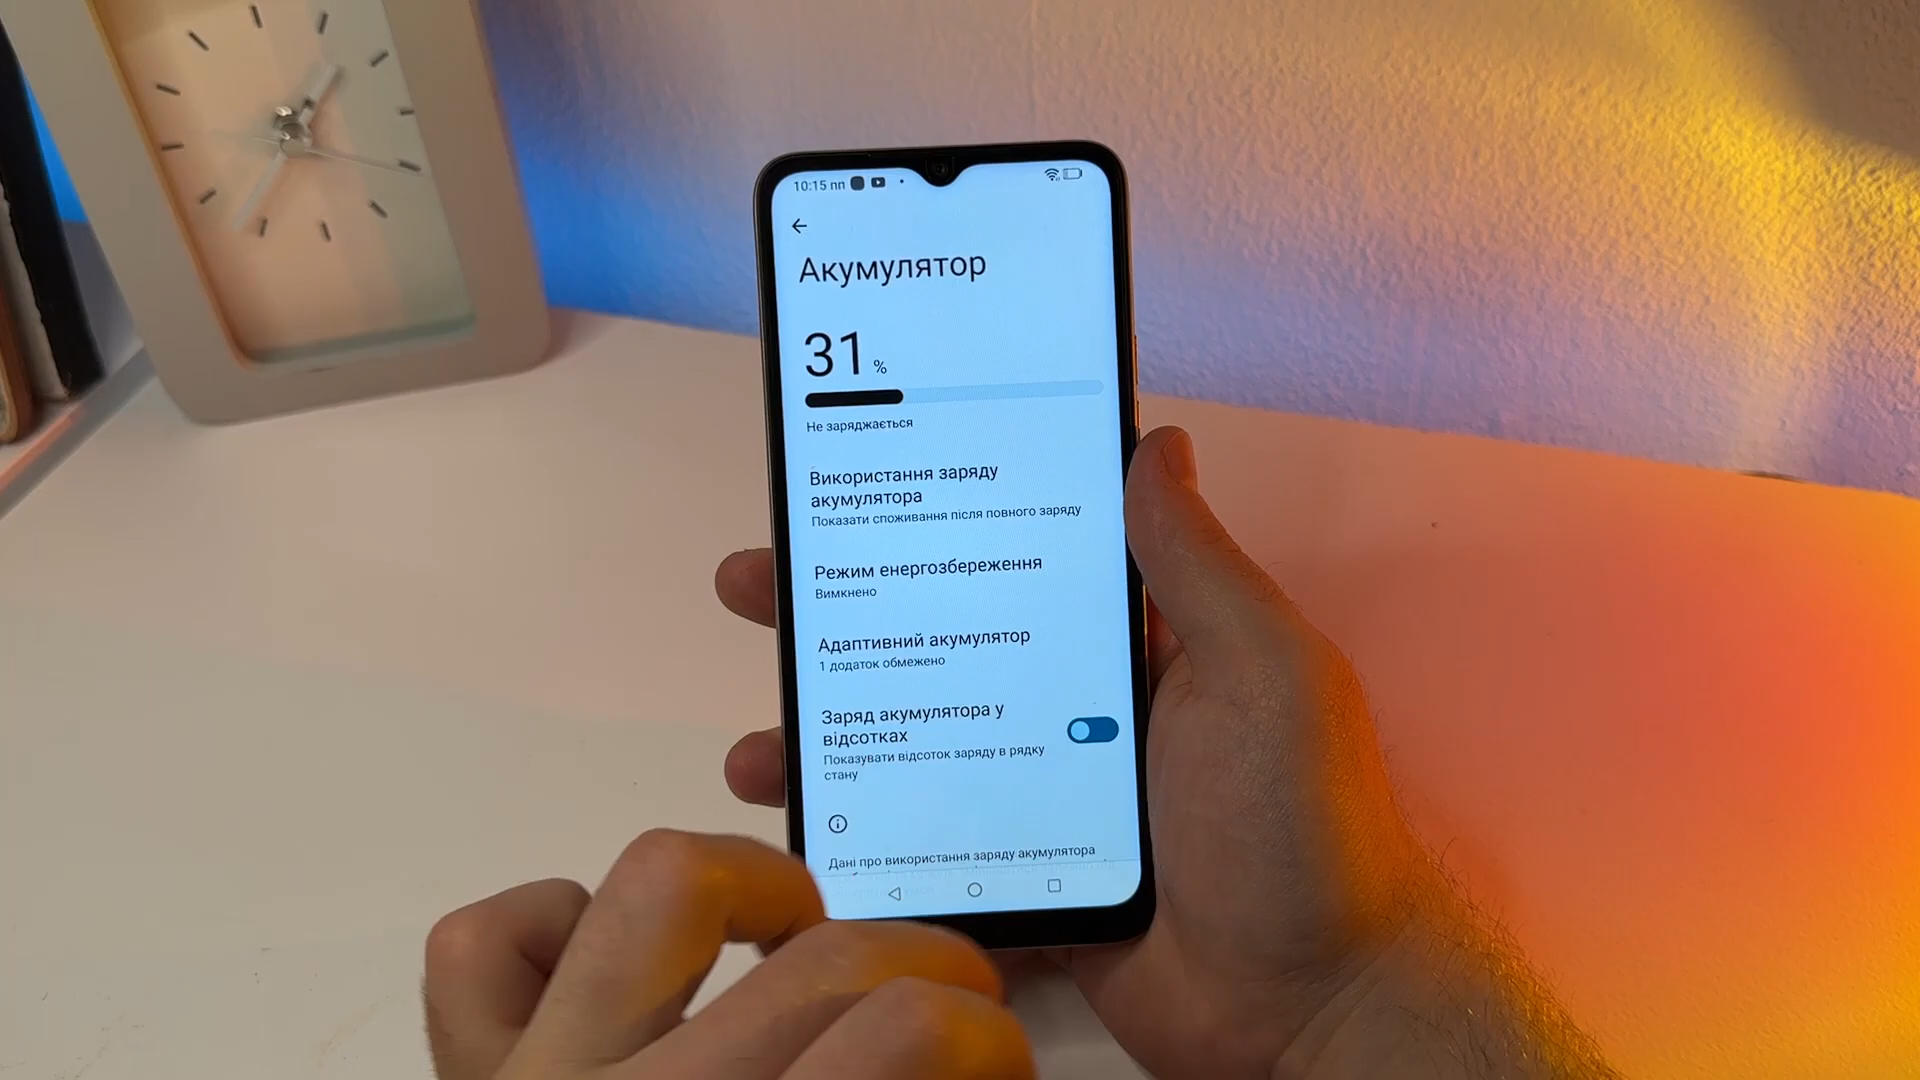 10:15 пп
Акумулятор
31 %
Не заряджається
Використання заряду
акумулятора
Показати споживання після повного заряду
Режим енергозбереження
Вимкнено
Адаптивний акумулятор
1 додаток обмежено
Заряд акумулятора у
відсотках
Показувати відсоток заряду в рядку
стану
Дані про використання заряду акумулятора